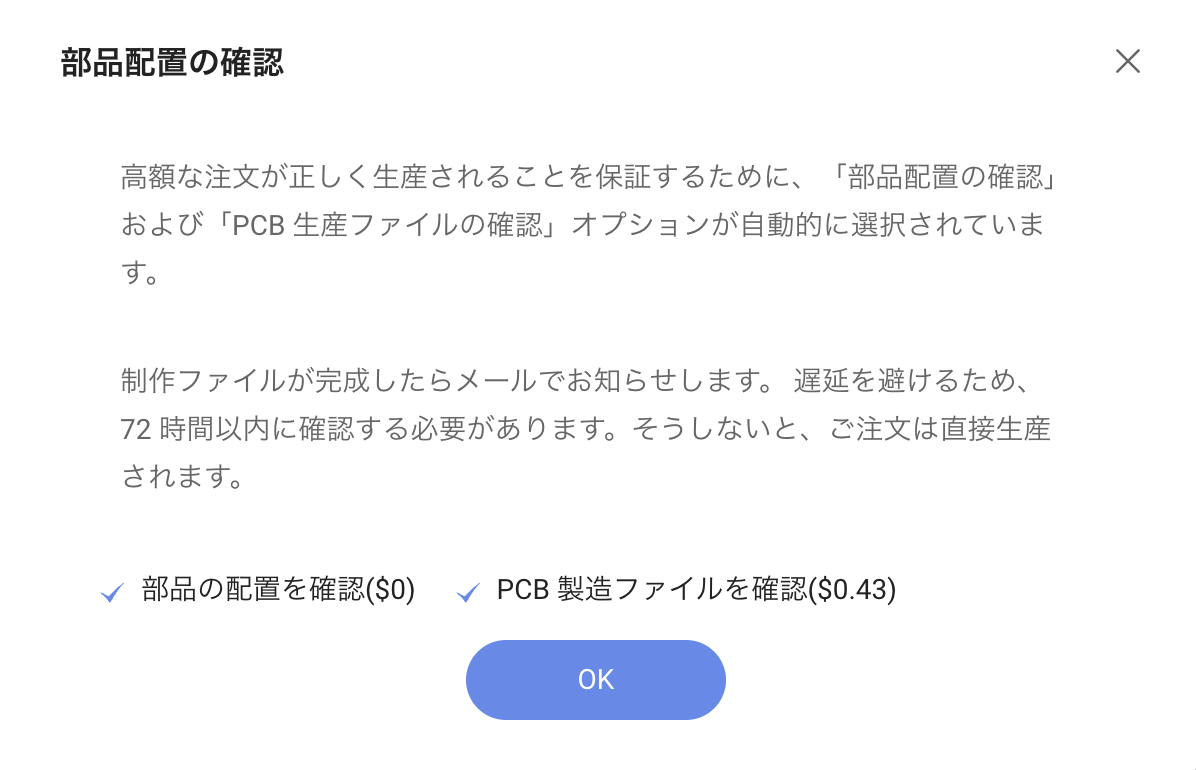 部品配置の確認
高額な注文が正しく生産されることを保証するために、「部品配置の確認」
および「PCB 生産ファイルの確認」オプションが自動的に選択されていま
す。
制作ファイルが完成したらメールでお知らせします。 遅延を避けるため、
72 時間以内に確認する必要があります。そうしないと、ご注文は直接生産
されます。
部品の配置を確認($0) PCB 製造ファイルを確認($0.43)
OK